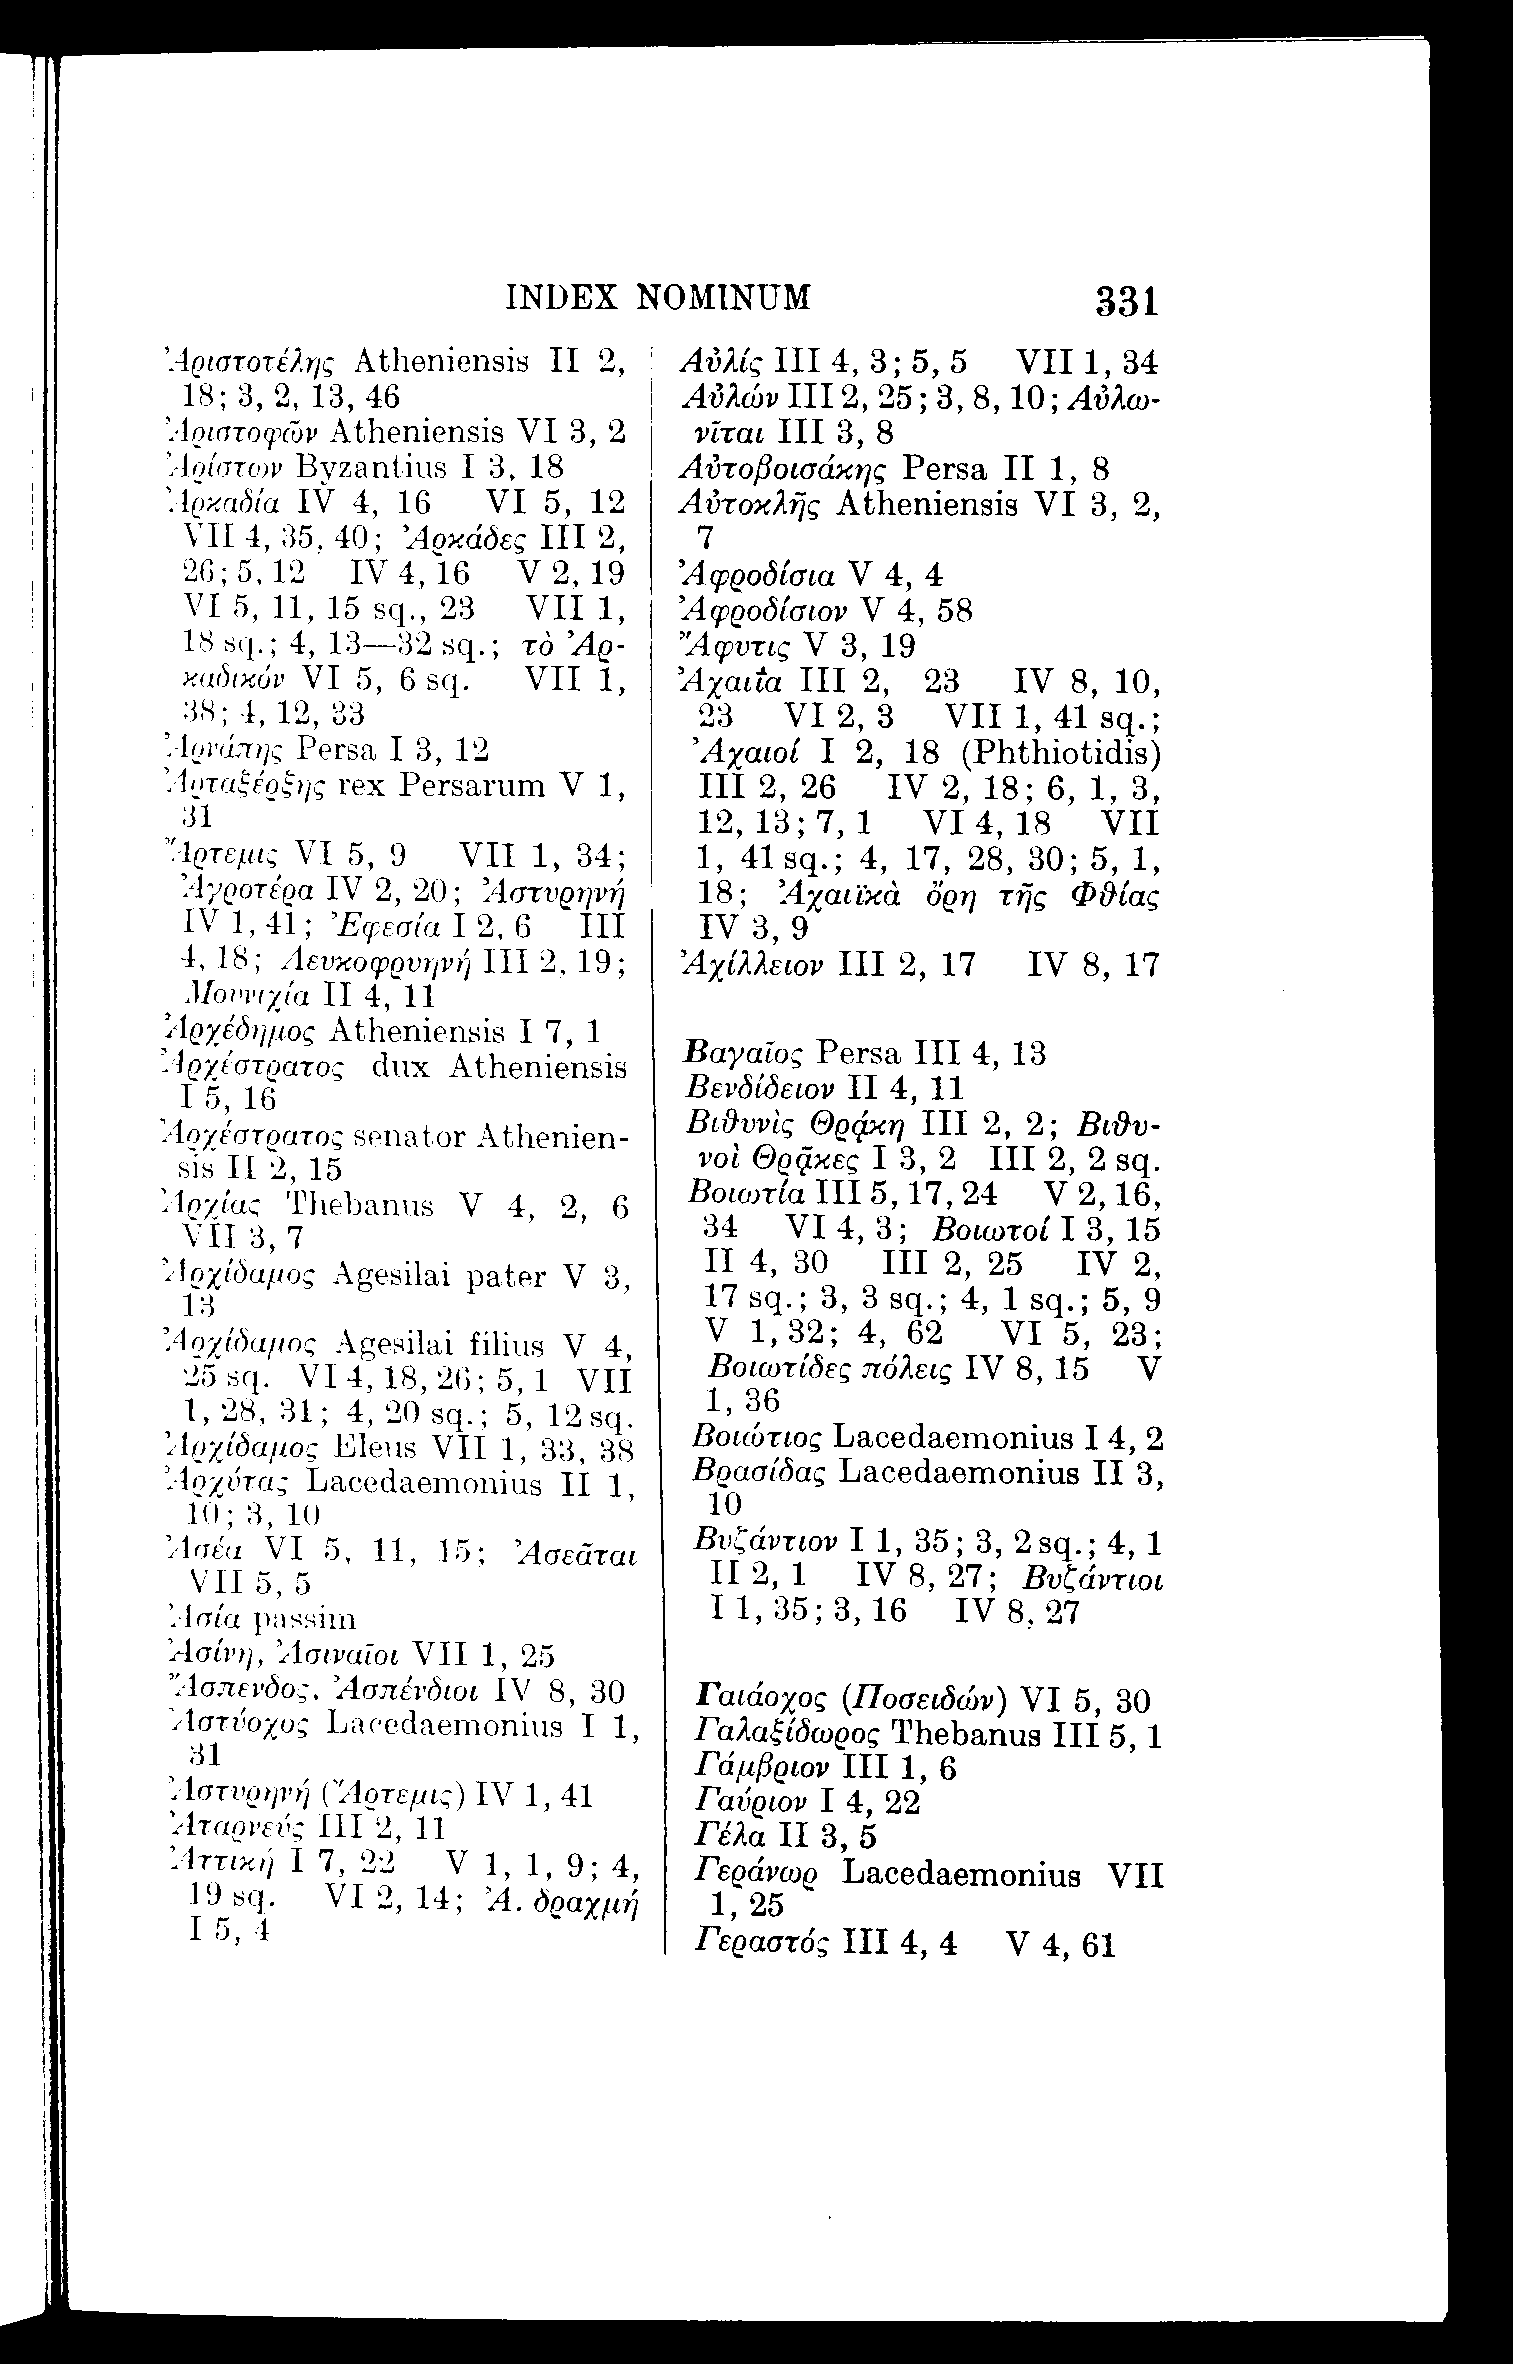 INDEX NOMINUM 331
Ἀριστοτέλης Atheniensis II 2,
18; 3, 2, 13, 46
Ἀριστοφῶν Atheniensis VI 3, 2
Ἀρίστων Byzantius I 3, 18
Ἀρκαδία IV 4, 16 VI 5, 12
VII 4, 35, 40; Ἀρκάδες III 2,
26; 5, 12 IV 4, 16 V 2, 19
VI 5, 11, 15 sq., 23 VII 1,
18 sq.; 4, 13—32 sq.; τὸ Ἀρ-
καδικόν VI 5, 6 sq. VII 1,
38; 4, 12, 33
Ἀρνάπης Persa I 3, 12
Ἀρταξέρξης rex Persarum V 1,
31
Ἄρτεμις VI 5, 9 VII 1, 34;
Ἀγροτέρα IV 2, 20; Ἀστυρηνή
IV 1, 41; Ἐφεσία I 2, 6 III
4, 18; Λευκοφρυηνή III 2, 19;
Μουνιχία II 4, 11
Ἀρχέδημος Atheniensis I 7, 1
Ἀρχέστρατος dux Atheniensis
I 5, 16
Ἀρχέστρατος senator Athenien-
sis II 2, 15
Ἀρχίας Thebanus V 4, 2, 6
VII 3, 7
Ἀρχίδαμος Agesilai pater V 3,
13
Ἀρχίδαμος Agesilai filius V 4,
25 sq. VI 4, 18, 26; 5, 1 VII
1, 28, 31; 4, 20 sq.; 5, 12 sq.
Ἀρχίδαμος Eleus VII 1, 33, 38
Ἀρχύτας Lacedaemonius II 1,
10; 3, 10
Ἀσέα VI 5, 11, 15; Ἀσεᾶται
VII 5, 5
Ἀσία passim
Ἀσίνη, Ἀσιναῖοι VII 1, 25
Ἄσπενδος, Ἀσπένδιοι IV 8, 30
Ἀστύοχος Lacedaemonius I 1,
31
Ἀστυρηνή (Ἄρτεμις) IV 1, 41
Ἀταρνεύς III 2, 11
Ἀττική I 7, 22 V 1, 1, 9; 4,
19 sq. VI 2, 14; Ἀ. δραχμή
I 5, 4
Αὐλίς III 4, 3; 5, 5 VII 1, 34
Αὐλών III 2, 25; 3, 8, 10; Αὐλω-
νῖται III 3, 8
Αὐτοβοισάκης Persa II 1, 8
Αὐτοκλῆς Atheniensis VI 3, 2,
7
Ἀφροδίσια V 4, 4
Ἀφροδίσιον V 4, 58
Ἄφυτις V 3, 19
Ἀχαιΐα III 2, 23 IV 8, 10,
23 VI 2, 3 VII 1, 41 sq.;
Ἀχαιοί I 2, 18 (Phthiotidis)
III 2, 26 IV 2, 18; 6, 1, 3,
12, 13; 7, 1 VI 4, 18 VII
1, 41 sq.; 4, 17, 28, 30; 5, 1,
18; Ἀχαιϊκὰ ὄρη τῆς Φθίας
IV 3, 9
Ἀχίλλειον III 2, 17 IV 8, 17
Βαγαῖος Persa III 4, 13
Βενδίδειον II 4, 11
Βιθυνὶς Θρᾴκη III 2, 2; Βιθυ-
νοὶ Θρᾷκες I 3, 2 III 2, 2 sq.
Βοιωτία III 5, 17, 24 V 2, 16,
34 VI 4, 3; Βοιωτοί I 3, 15
II 4, 30 III 2, 25 IV 2,
17 sq.; 3, 3 sq.; 4, 1 sq.; 5, 9
V 1, 32; 4, 62 VI 5, 23;
Βοιωτίδες πόλεις IV 8, 15 V
1, 36
Βοιώτιος Lacedaemonius I 4, 2
Βρασίδας Lacedaemonius II 3,
10
Βυζάντιον I 1, 35; 3, 2 sq.; 4, 1
II 2, 1 IV 8, 27; Βυζάντιοι
I 1, 35; 3, 16 IV 8, 27
Γαιάοχος (Ποσειδών) VI 5, 30
Γαλαξίδωρος Thebanus III 5, 1
Γάμβριον III 1, 6
Γαύριον I 4, 22
Γέλα II 3, 5
Γεράνωρ Lacedaemonius VII
1, 25
Γεραστός III 4, 4 V 4, 61